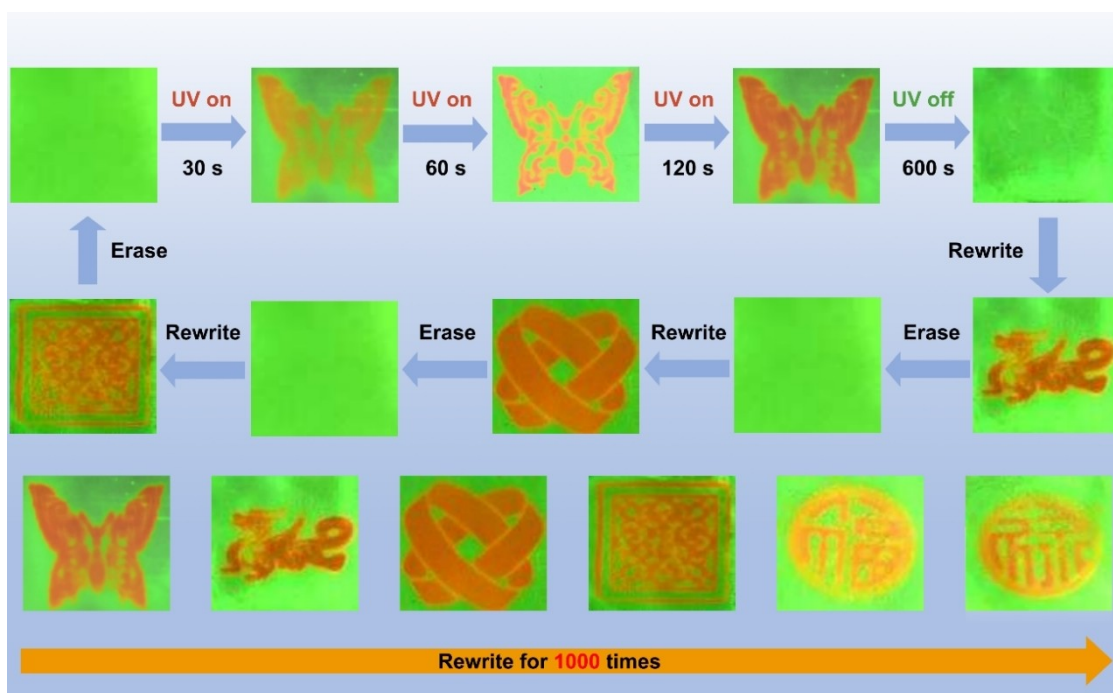 UV on
UV on
UV on
UV off
30 s
60 s
120 s
600 s
Erase
Rewrite
Rewrite
Erase
Rewrite
Erase
福
Rewrite for 1000 times